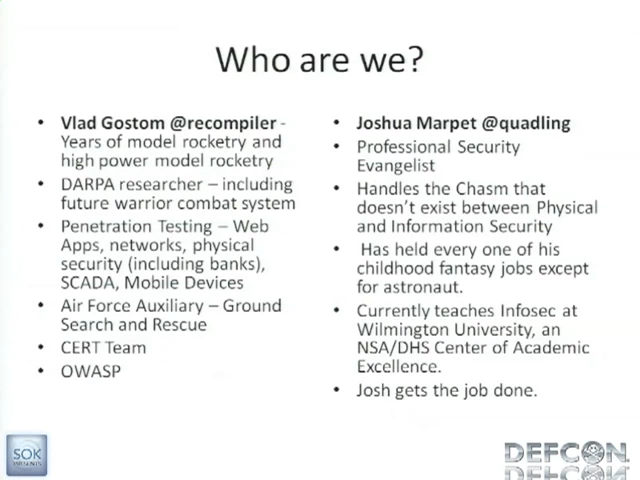 Who are we?
• Vlad Gostom @recompiler -
Years of model rocketry and
high power model rocketry
• DARPA researcher – including
future warrior combat system
• Penetration Testing – Web
Apps, networks, physical
security (including banks),
SCADA, Mobile Devices
• Air Force Auxiliary – Ground
Search and Rescue
• CERT Team
• OWASP
• Joshua Marpet @quadling
• Professional Security
Evangelist
• Handles the Chasm that
doesn't exist between Physical
and Information Security
• Has held every one of his
childhood fantasy jobs except
for astronaut.
• Currently teaches Infosec at
Wilmington University, an
NSA/DHS Center of Academic
Excellence.
• Josh gets the job done.
SOK
DEFCON.